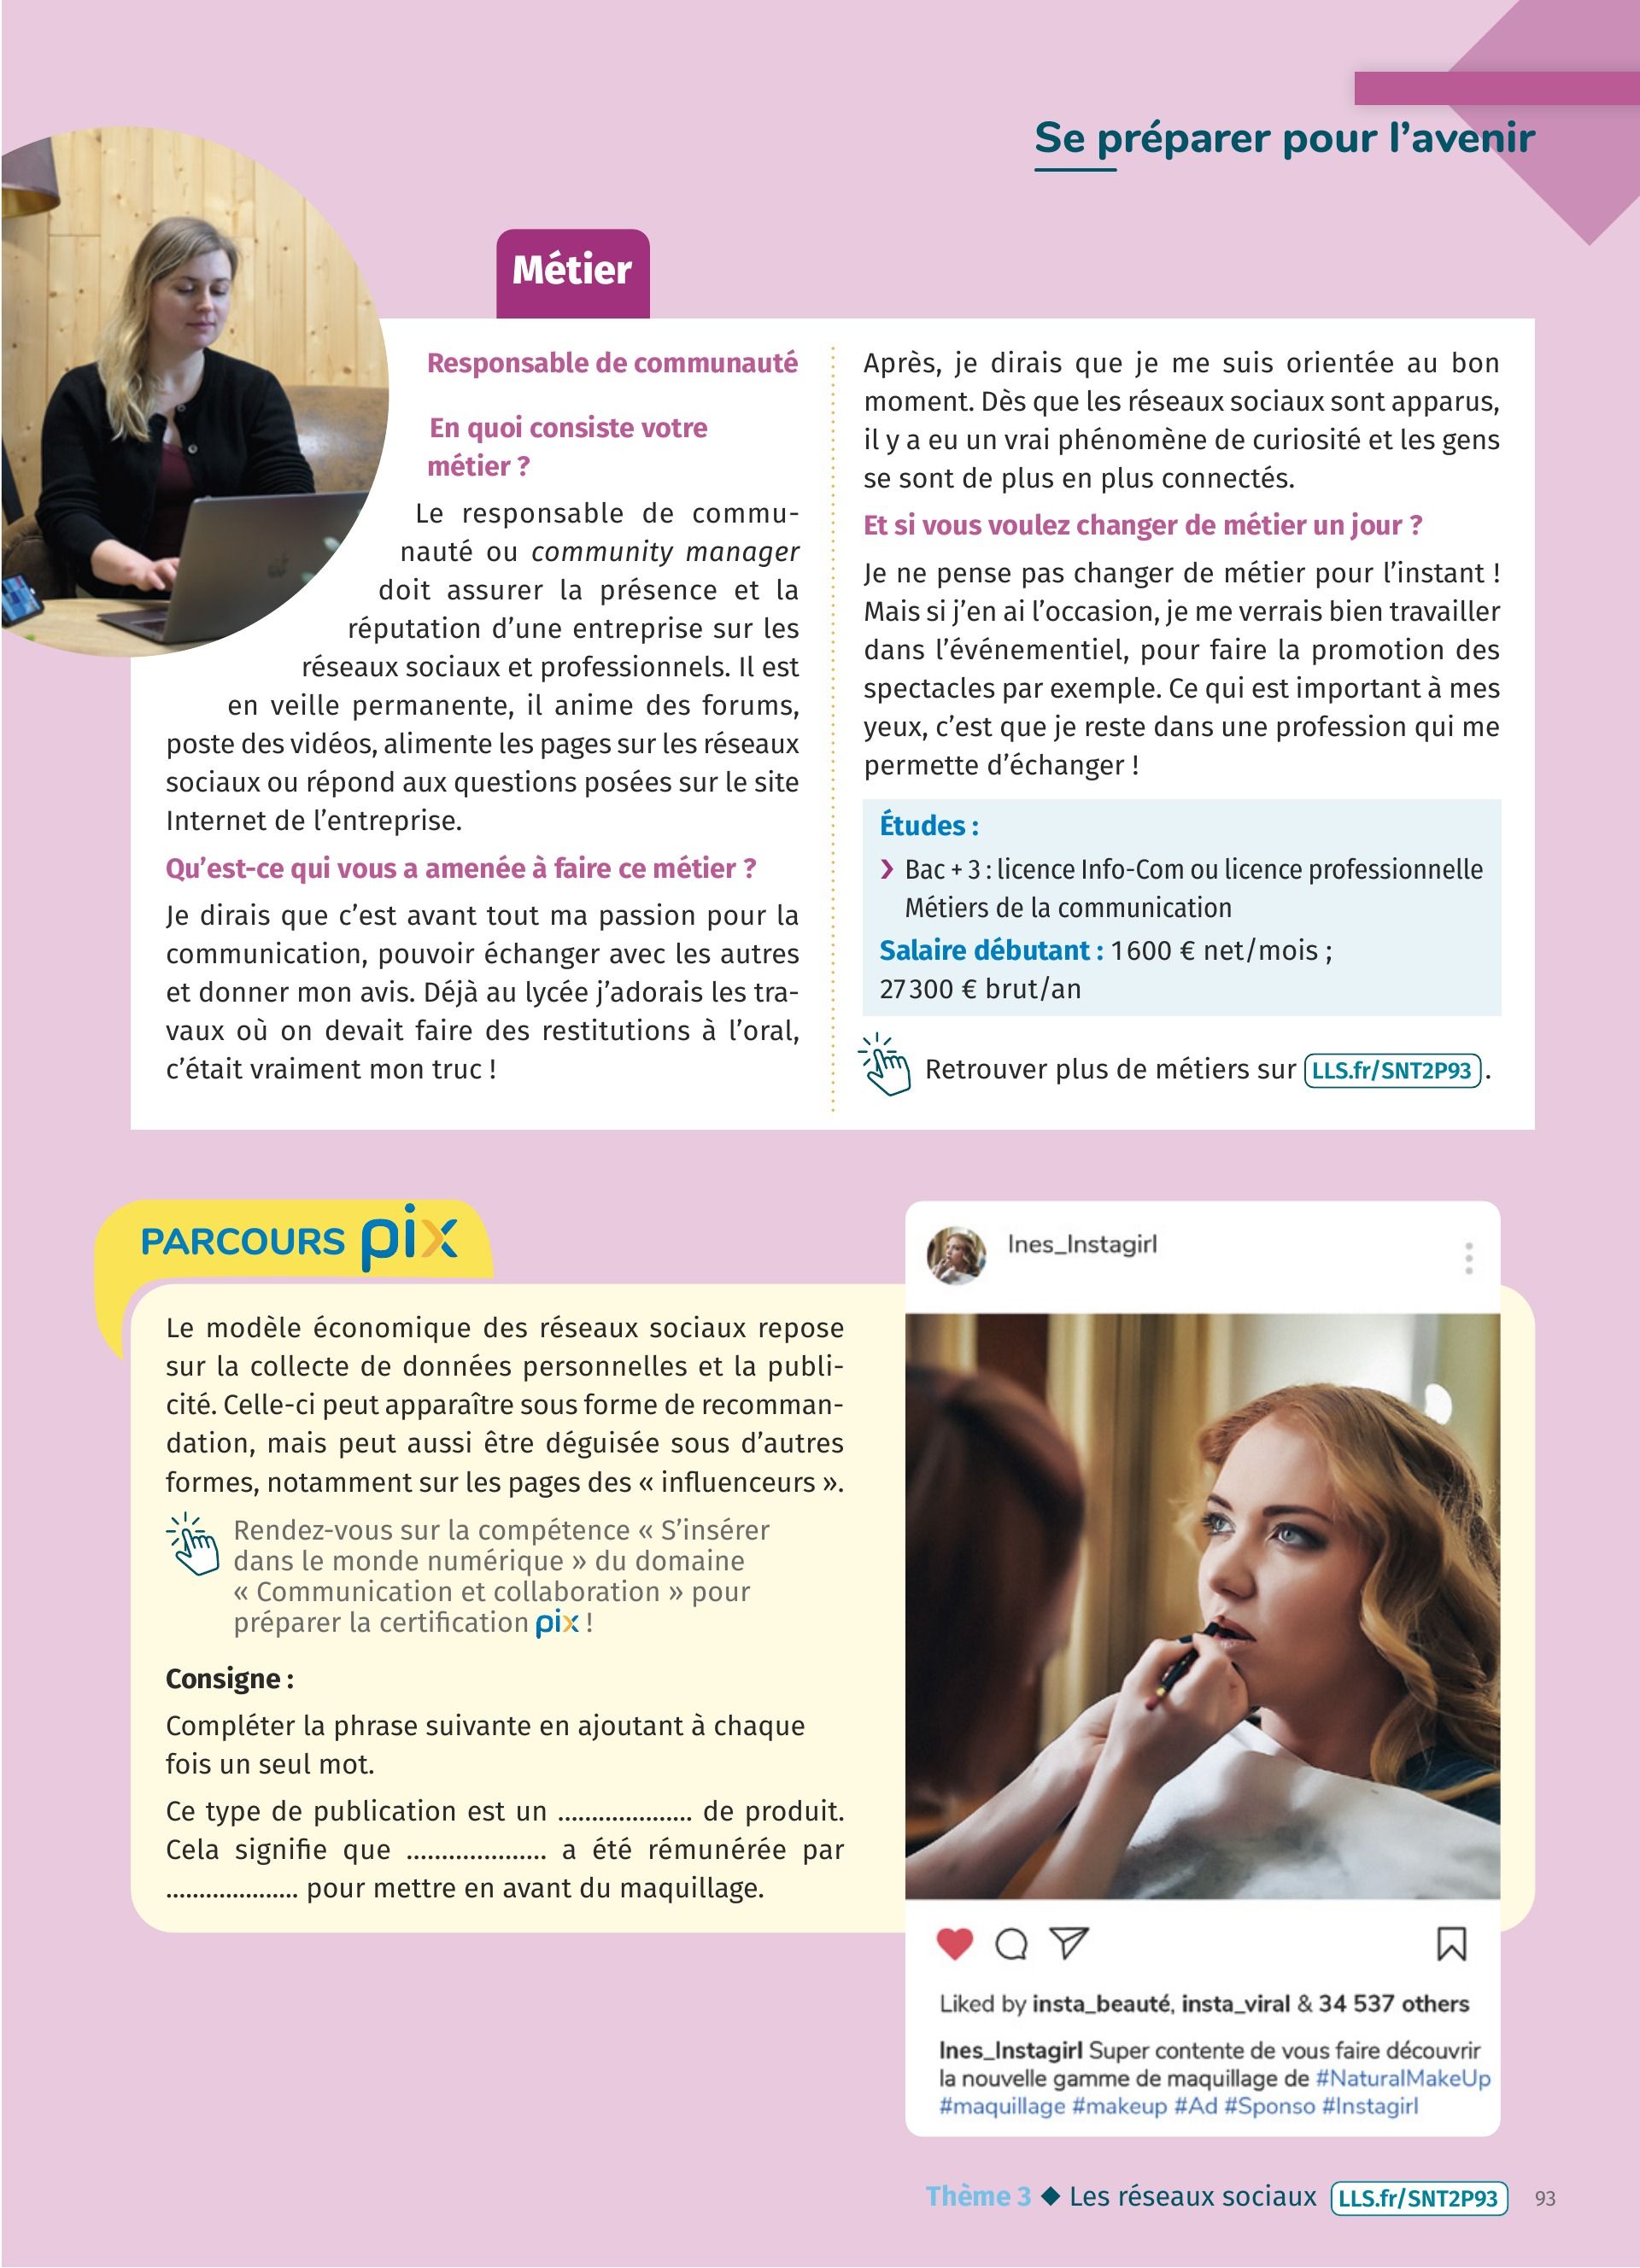 Se préparer pour l'avenir
Métier
Responsable de communauté
En quoi consiste votre
métier ?
Le responsable de commu-
nauté ou community manager
doit assurer la présence et la
réputation d'une entreprise sur les
réseaux sociaux et professionnels. Il est
en veille permanente, il anime des forums,
poste des vidéos, alimente les pages sur les réseaux
sociaux ou répond aux questions posées sur le site
Internet de l'entreprise.
Qu'est-ce qui vous a amenée à faire ce métier ?
Je dirais que c'est avant tout ma passion pour la
communication, pouvoir échanger avec les autres
et donner mon avis. Déjà au lycée j'adorais les tra-
vaux où on devait faire des restitutions à l'oral,
c'était vraiment mon truc !
Après, je dirais que je me suis orientée au bon
moment. Dès que les réseaux sociaux sont apparus,
il y a eu un vrai phénomène de curiosité et les gens
se sont de plus en plus connectés.
Et si vous voulez changer de métier un jour ?
Je ne pense pas changer de métier pour l'instant !
Mais si j'en ai l'occasion, je me verrais bien travailler
dans l'événementiel, pour faire la promotion des
spectacles par exemple. Ce qui est important à mes
yeux, c'est que je reste dans une profession qui me
permette d'échanger !
Études :
❯ Bac + 3 : licence Info-Com ou licence professionnelle
Métiers de la communication
Salaire débutant : 1 600 € net/mois ;
27 300 € brut/an
Retrouver plus de métiers sur LLS.fr/SNT2P93 .
PARCOURS pix
Le modèle économique des réseaux sociaux repose
sur la collecte de données personnelles et la publi-
cité. Celle-ci peut apparaître sous forme de recomman-
dation, mais peut aussi être déguisée sous d'autres
formes, notamment sur les pages des « influenceurs ».
Rendez-vous sur la compétence « S'insérer
dans le monde numérique » du domaine
« Communication et collaboration » pour
préparer la certification pix !
Consigne :
Compléter la phrase suivante en ajoutant à chaque
fois un seul mot.
Ce type de publication est un .................... de produit.
Cela signifie que .................... a été rémunérée par
.................... pour mettre en avant du maquillage.
Ines_Instagirl
Liked by insta_beauté, insta_viral & 34 537 others
Ines_Instagirl Super contente de vous faire découvrir
la nouvelle gamme de maquillage de #NaturalMakeUp
#maquillage #makeup #Ad #Sponso #Instagirl
Thème 3 ◆ Les réseaux sociaux LLS.fr/SNT2P93 93